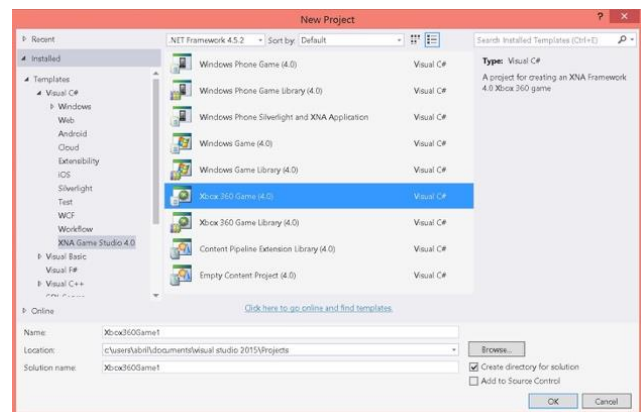 New Project
? ×
Recent
.NET Framework 4.5.2
Sort by: Default
Search Installed Templates (Ctrl+E)
Installed
Templates
Visual C#
Windows
Web
Android
Cloud
Extensibility
iOS
Silverlight
Test
WCF
Workflow
XNA Game Studio 4.0
Visual Basic
Visual F#
Visual C++
Online
Windows Phone Game (4.0) Visual C#
Windows Phone Game Library (4.0) Visual C#
Windows Phone Silverlight and XNA Application Visual C#
Windows Game (4.0) Visual C#
Windows Game Library (4.0) Visual C#
Xbox 360 Game (4.0) Visual C#
Xbox 360 Game Library (4.0) Visual C#
Content Pipeline Extension Library (4.0) Visual C#
Empty Content Project (4.0) Visual C#
Click here to go online and find templates.
Type: Visual C#
A project for creating an XNA Framework
4.0 Xbox 360 game
Name: Xbox360Game1
Location: c:\users\abril\documents\visual studio 2015\Projects
Browse...
Solution name: Xbox360Game1
Create directory for solution
Add to Source Control
OK
Cancel